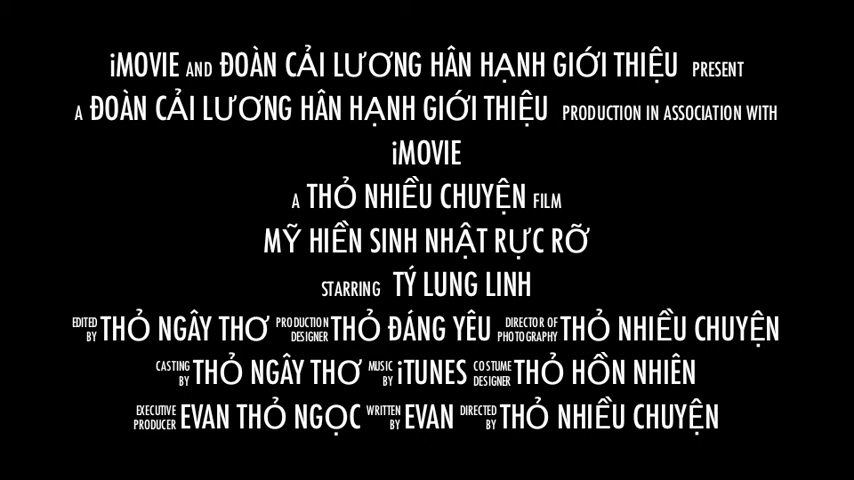 iMOVIE AND ĐOÀN CẢI LƯƠNG HÂN HẠNH GIỚI THIỆU PRESENT
A ĐOÀN CẢI LƯƠNG HÂN HẠNH GIỚI THIỆU PRODUCTION IN ASSOCIATION WITH
iMOVIE
A THỎ NHIỀU CHUYỆN FILM
MỸ HIỀN SINH NHẬT RỰC RỠ
STARRING TÝ LUNG LINH
EDITED BY THỎ NGÂY THƠ PRODUCTION DESIGNER THỎ ĐÁNG YÊU DIRECTOR OF PHOTOGRAPHY THỎ NHIỀU CHUYỆN
CASTING BY THỎ NGÂY THƠ MUSIC BY iTUNES COSTUME DESIGNER THỎ HỒN NHIÊN
EXECUTIVE PRODUCER EVAN THỎ NGỌC WRITTEN BY EVAN DIRECTED BY THỎ NHIỀU CHUYỆN